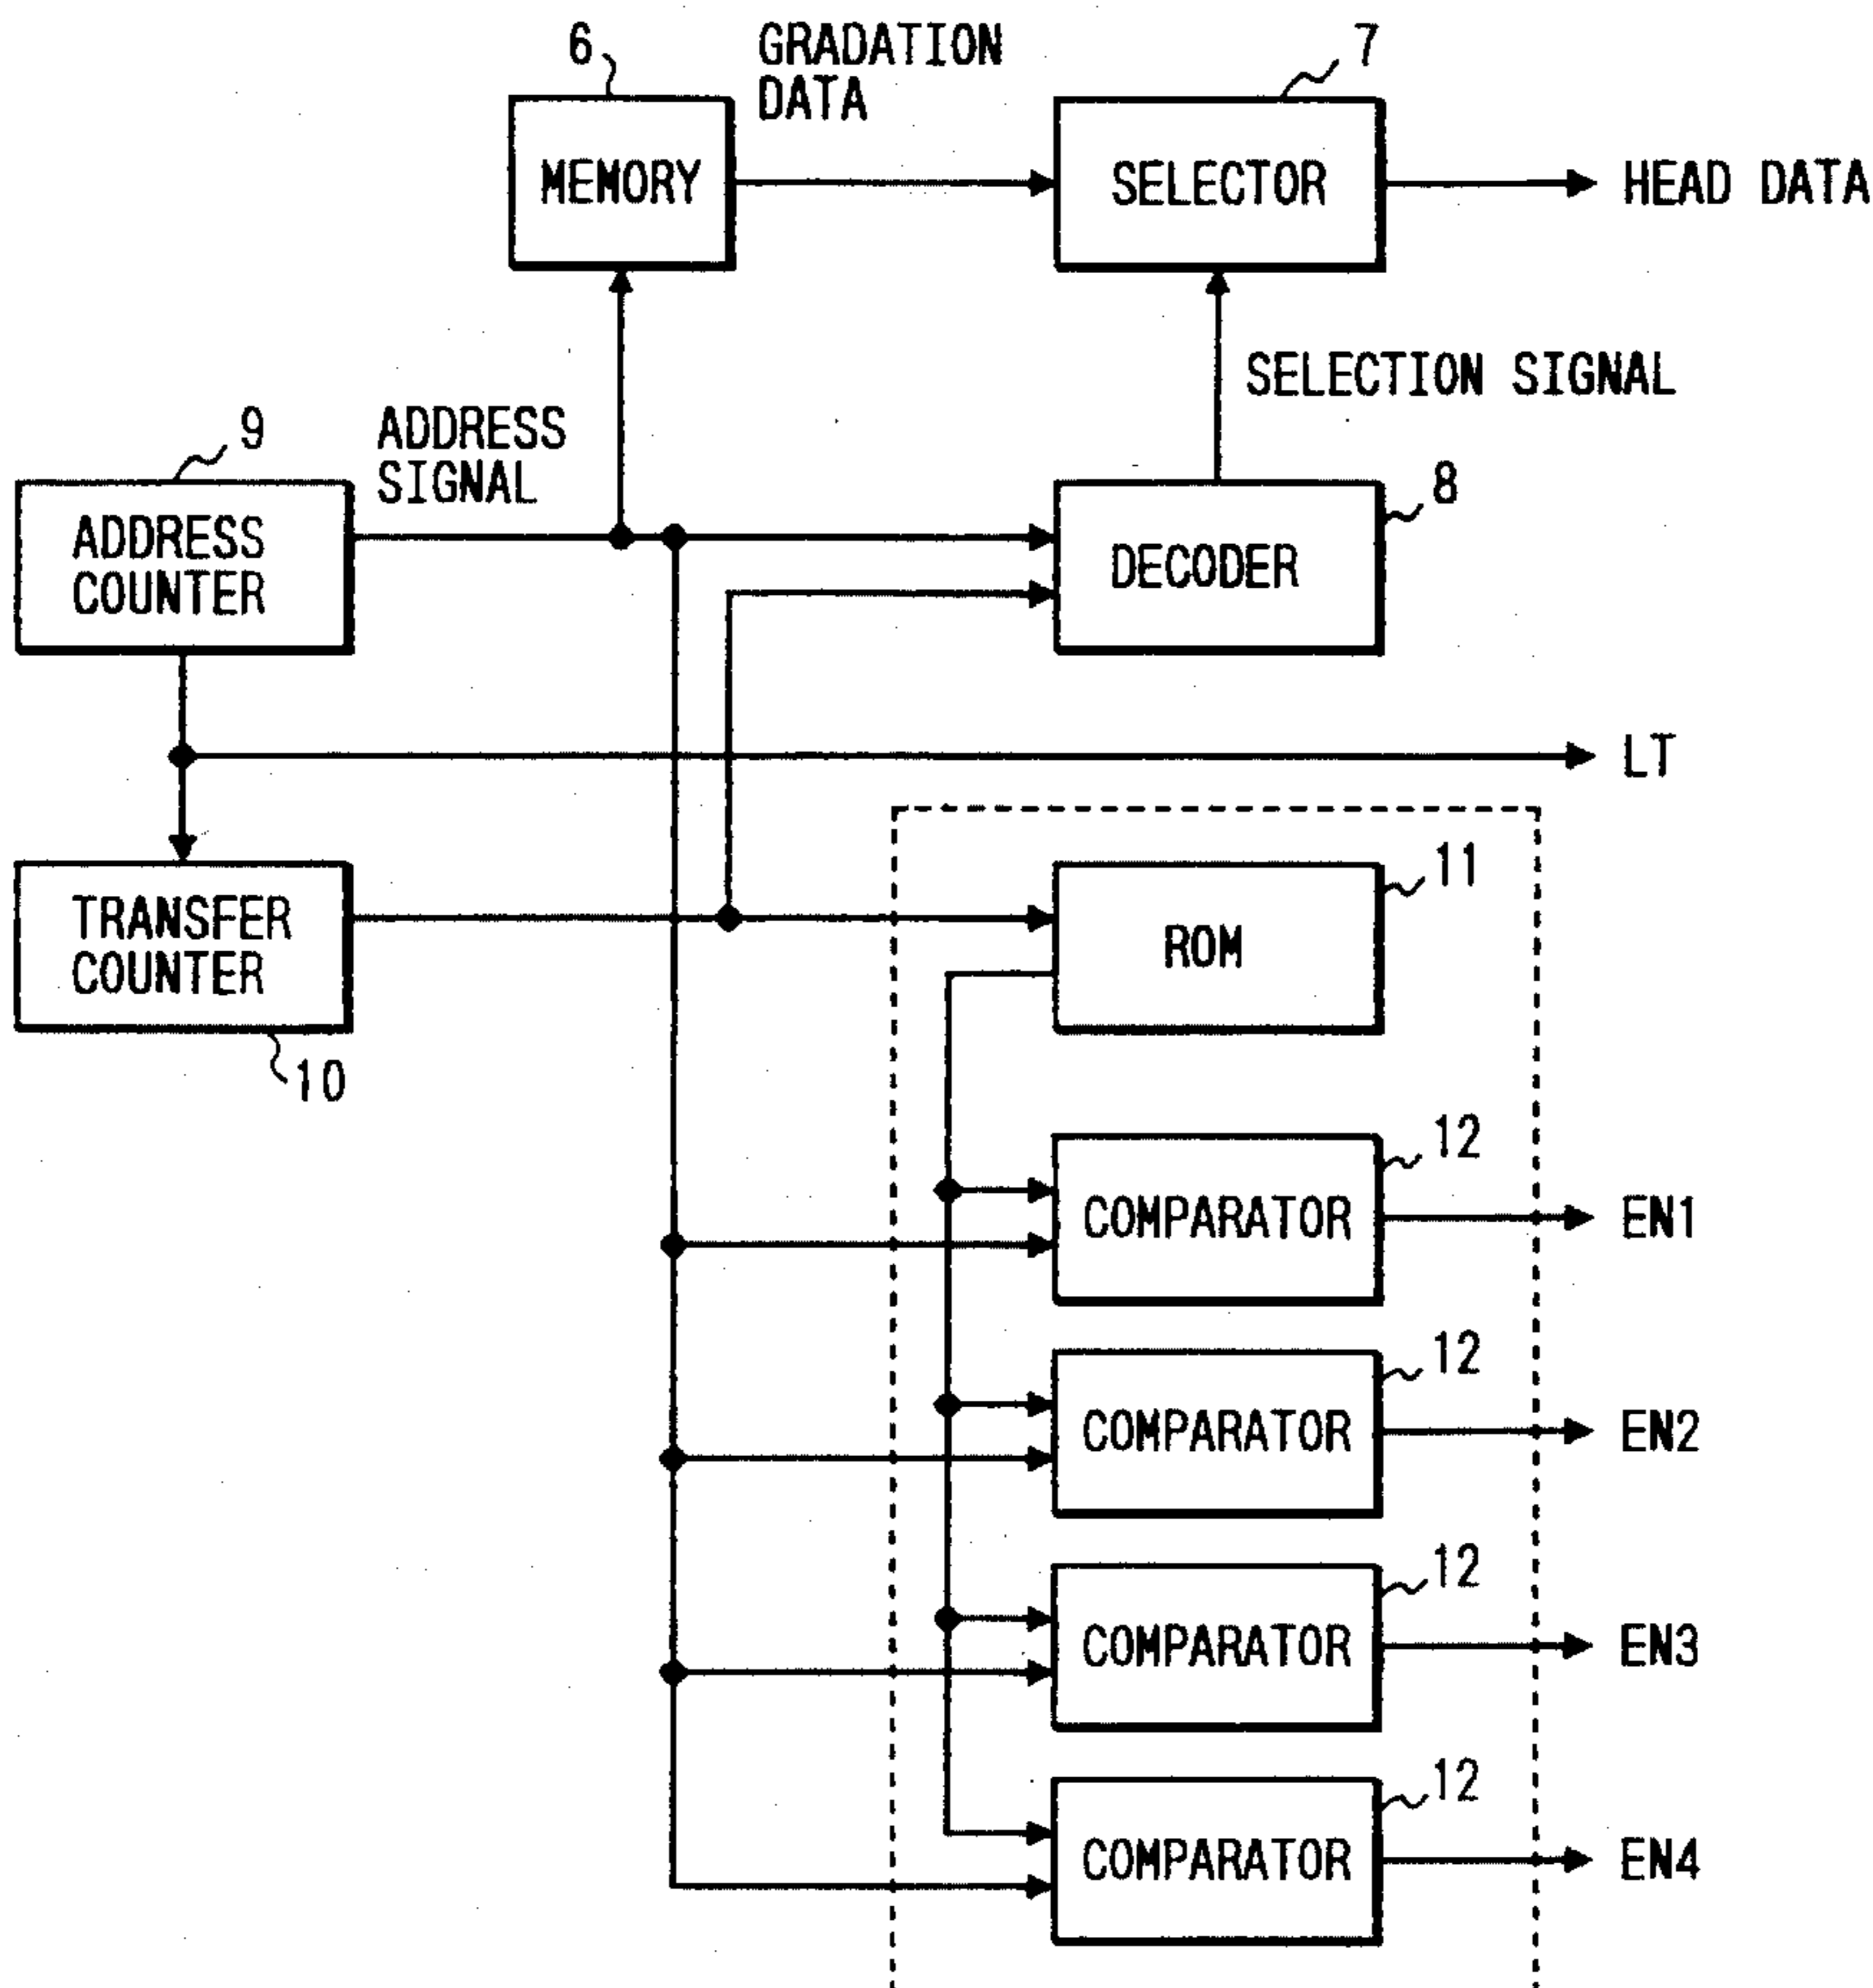 6
GRADATION
DATA
7
MEMORY
SELECTOR
HEAD DATA
SELECTION SIGNAL
9
ADDRESS
SIGNAL
8
ADDRESS
COUNTER
DECODER
LT
11
TRANSFER
COUNTER
ROM
10
12
COMPARATOR
EN1
12
COMPARATOR
EN2
12
COMPARATOR
EN3
12
COMPARATOR
EN4